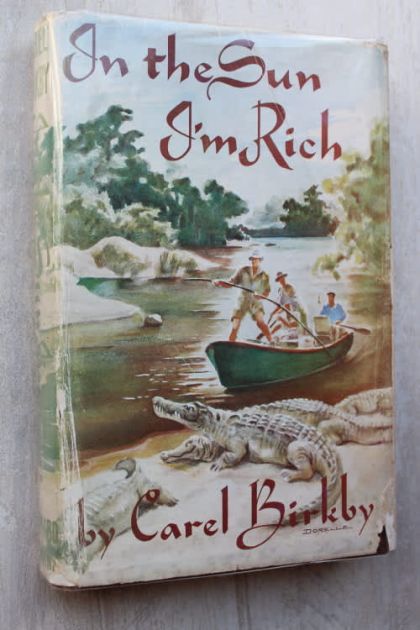 In the Sun
I'm Rich
by Carel Birkby